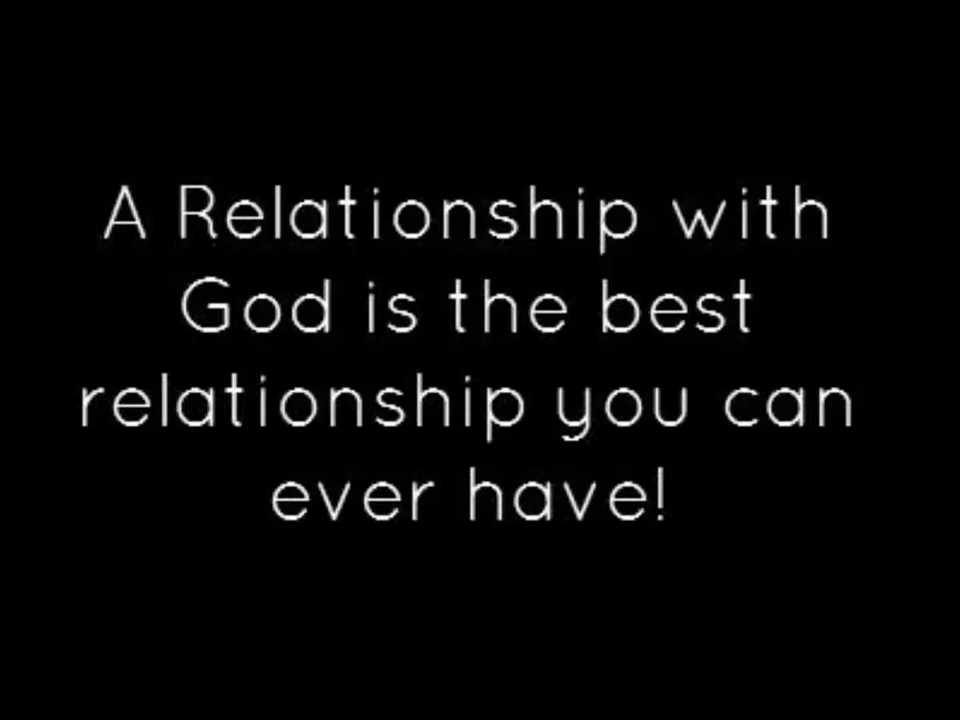 A Relationship with
God is the best
relationship you can
ever have!